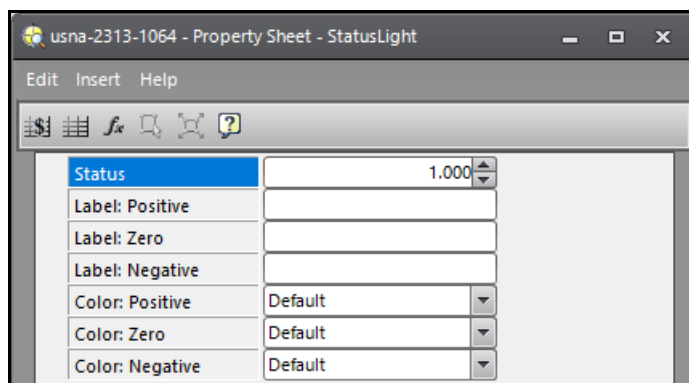 usna-2313-1064 - Property Sheet - StatusLight
Edit Insert Help
$ fx ?
Status 1.000
Label: Positive
Label: Zero
Label: Negative
Color: Positive Default
Color: Zero Default
Color: Negative Default